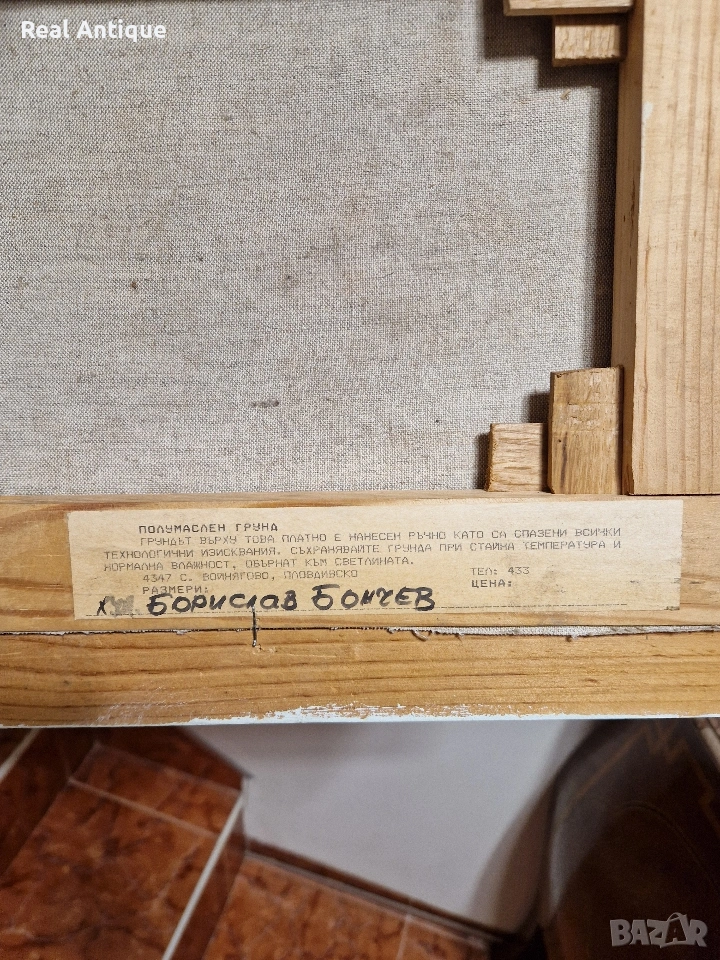 Real Antique
ПОЛУМАСЛЕН ГРУНД
ГРУНДЪТ ВЪРХУ ТОВА ПЛАТНО Е НАНЕСЕН РЪЧНО КАТО СА СПАЗЕНИ ВСИЧКИ
ТЕХНОЛОГИЧНИ ИЗИСКВАНИЯ. СЪХРАНЯВАЙТЕ ГРУНДА ПРИ СТАЙНА ТЕМПЕРАТУРА И
НОРМАЛНА ВЛАЖНОСТ, ОБЪРНАТ КЪМ СВЕТЛИНАТА.
4347 С. ВОЙНЯГОВО, ПЛОВДИВСКО ТЕЛ: 433
РАЗМЕРИ: ЦЕНА:
БОРИСЛАВ БОНЧЕВ
BAZAR